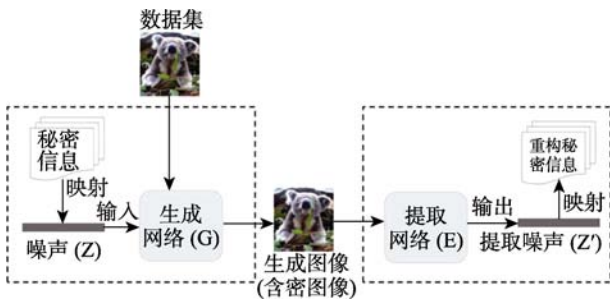 数据集
秘密
信息
映射
噪声 (Z)
输入
生成
网络 (G)
生成图像
(含密图像)
提取
网络 (E)
输出
重构秘
密信息
映射
提取噪声 (Z′)